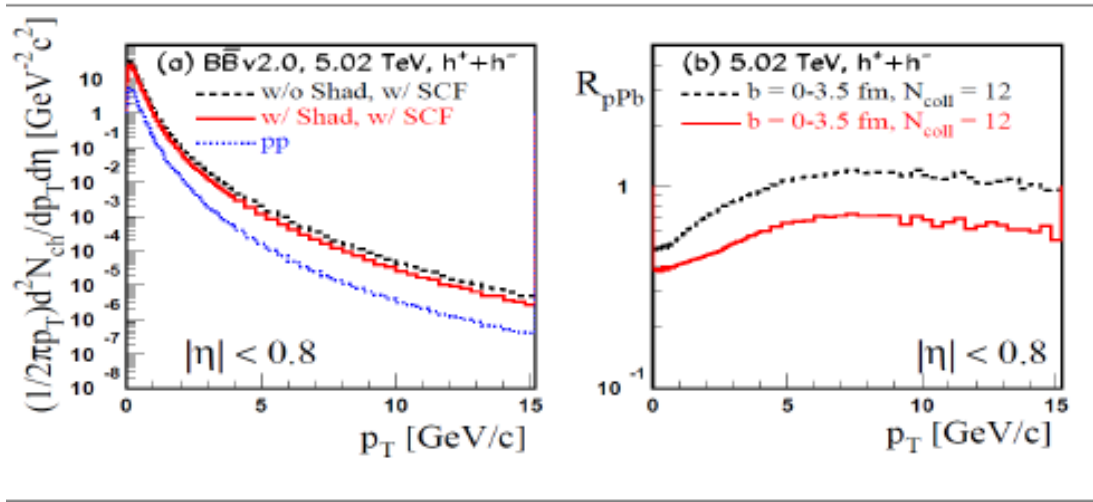 (a) BB̅ v2.0, 5.02 TeV, h⁺+h⁻
w/o Shad, w/ SCF
w/ Shad, w/ SCF
pp
|η| < 0.8
(1/2πp_T)d²N_ch/dp_Tdη [GeV⁻²c²]
10
1
10⁻¹
10⁻²
10⁻³
10⁻⁴
10⁻⁵
10⁻⁶
10⁻⁷
10⁻⁸
0 5 10 15
p_T [GeV/c]
(b) 5.02 TeV, h⁺+h⁻
b = 0-3.5 fm, N_coll = 12
b = 0-3.5 fm, N_coll = 12
R_pPb
1
10⁻¹
|η| < 0.8
0 5 10 15
p_T [GeV/c]